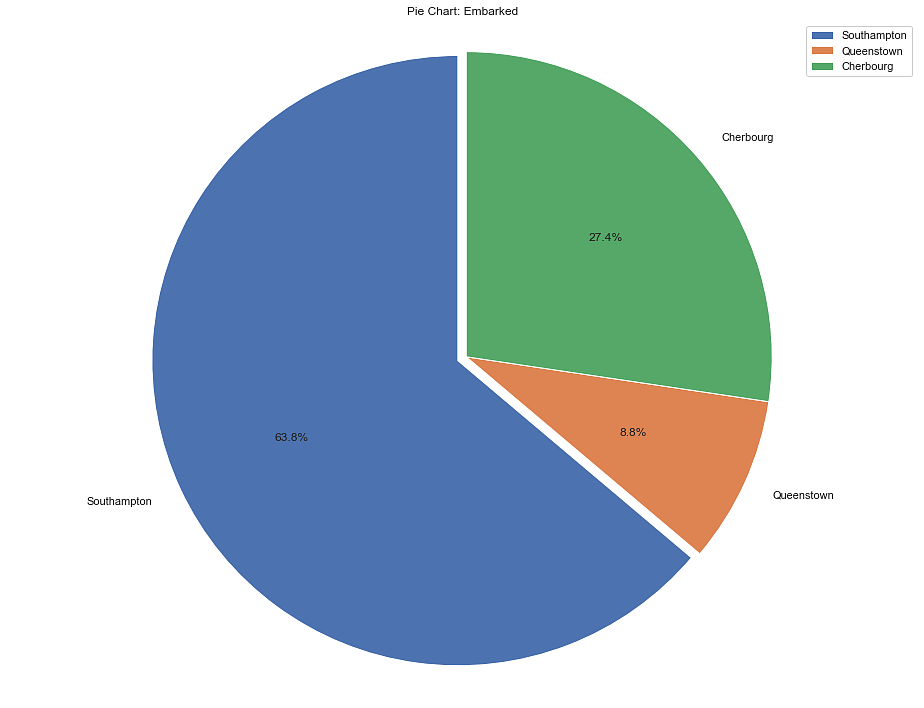 Pie Chart: Embarked
Southampton
Queenstown
Cherbourg
Cherbourg
27.4%
8.8%
63.8%
Queenstown
Southampton